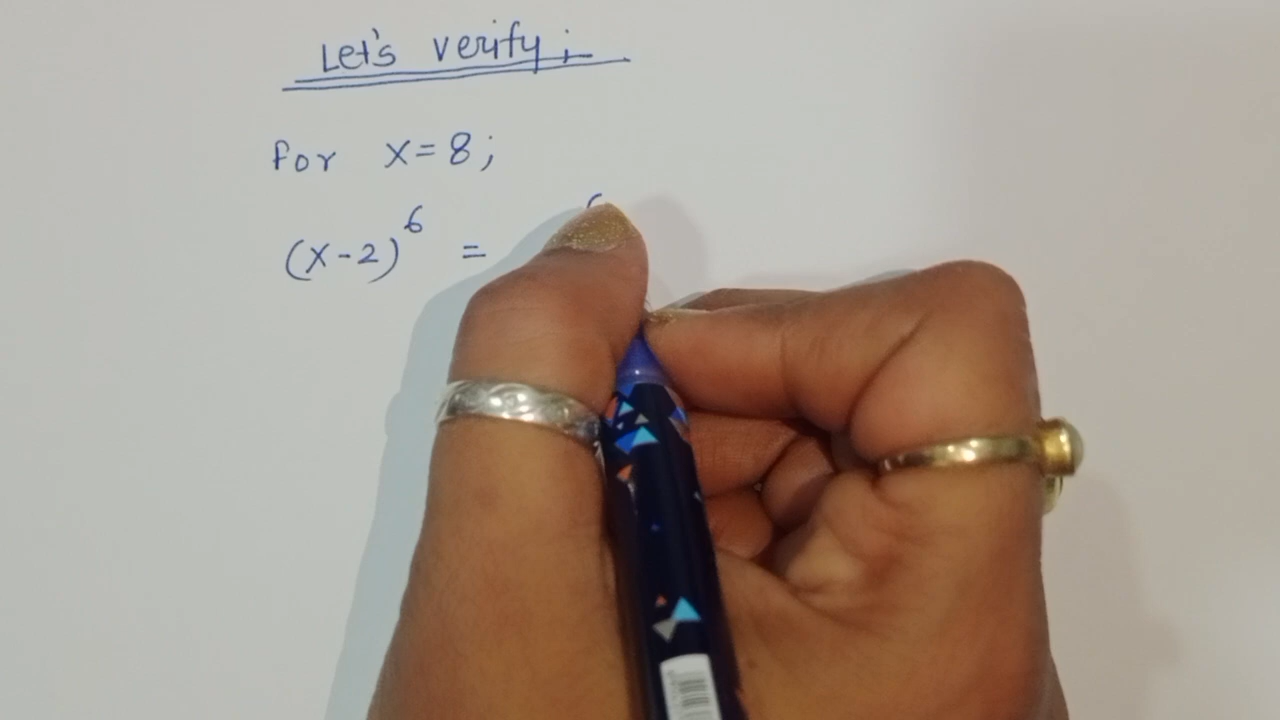 Let's verify:
for x=8;
(x-2)^6 =